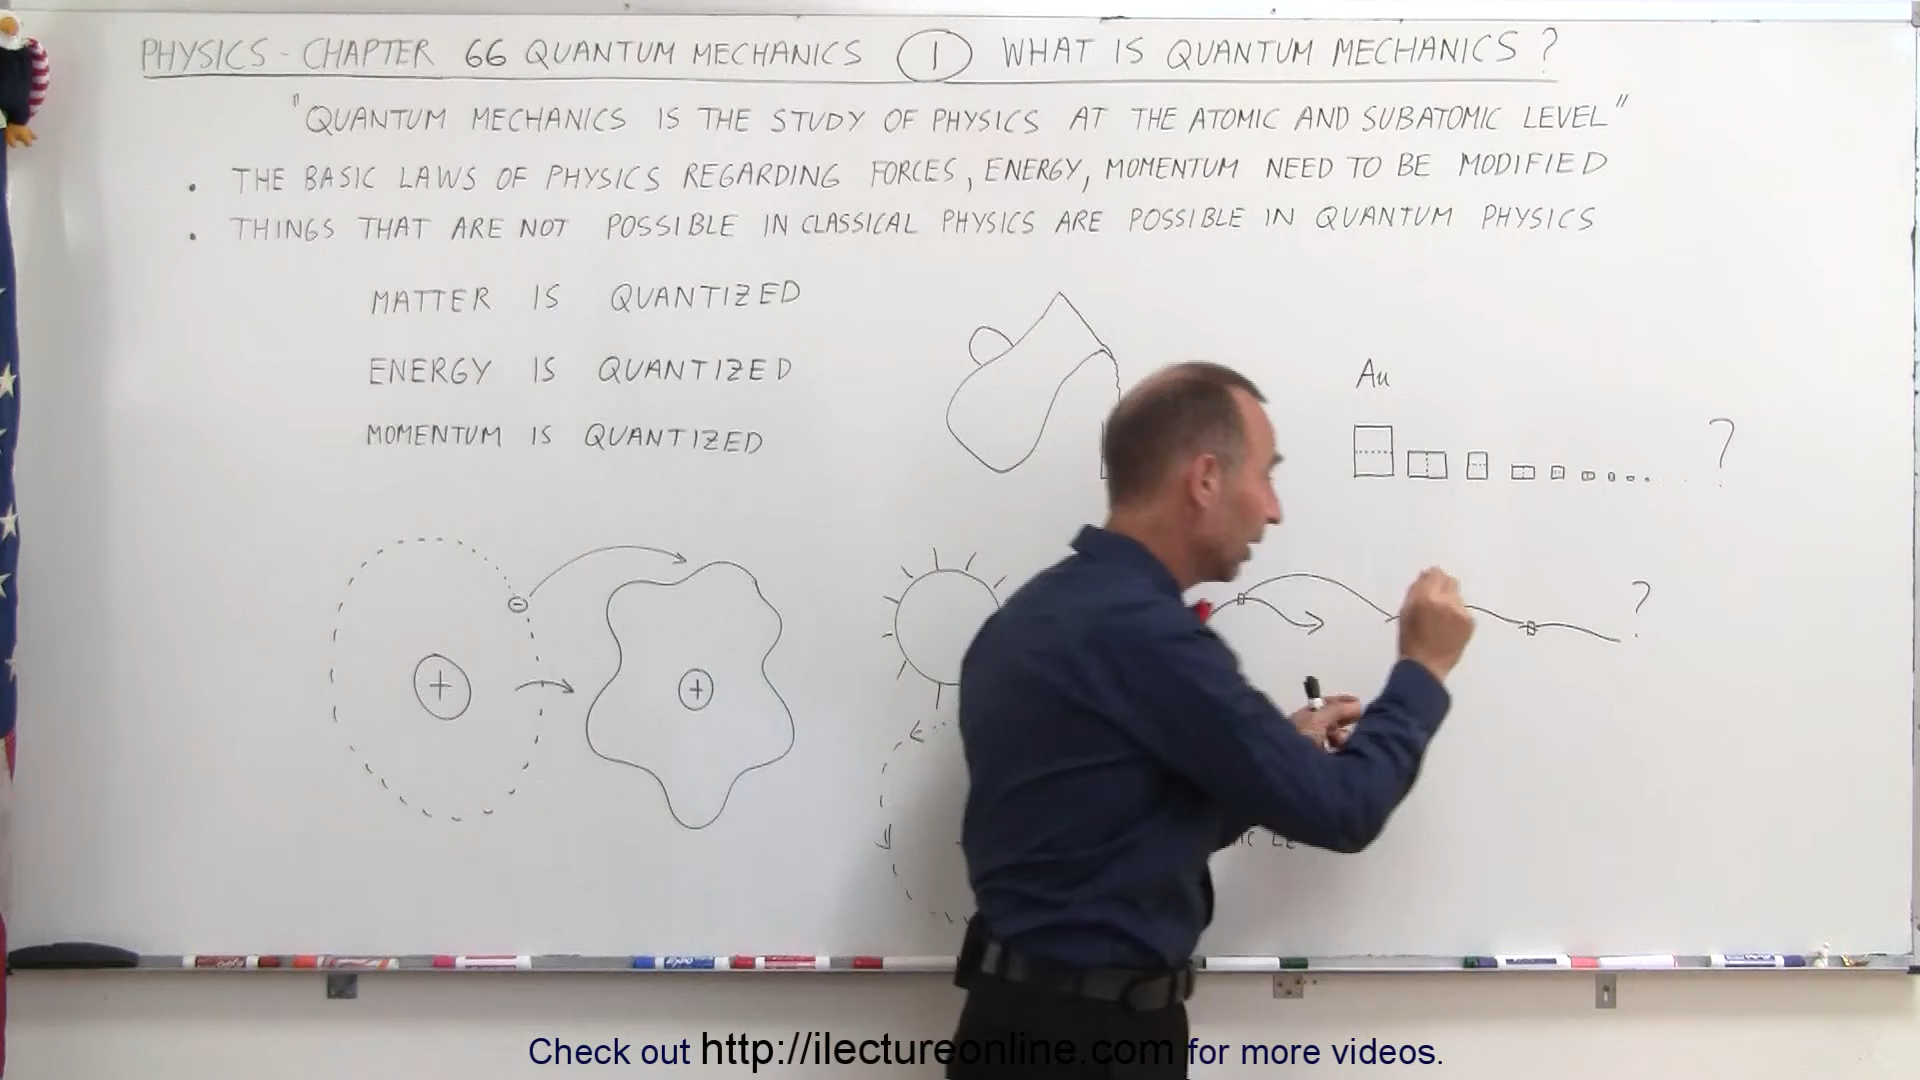 PHYSICS - CHAPTER 66 QUANTUM MECHANICS 1 WHAT IS QUANTUM MECHANICS ?
"QUANTUM MECHANICS IS THE STUDY OF PHYSICS AT THE ATOMIC AND SUBATOMIC LEVEL"
. THE BASIC LAWS OF PHYSICS REGARDING FORCES, ENERGY, MOMENTUM NEED TO BE MODIFIED
. THINGS THAT ARE NOT POSSIBLE IN CLASSICAL PHYSICS ARE POSSIBLE IN QUANTUM PHYSICS
MATTER IS QUANTIZED
ENERGY IS QUANTIZED
MOMENTUM IS QUANTIZED
Au
?
?
-
+
+
Check out http://ilectureonline.com for more videos.